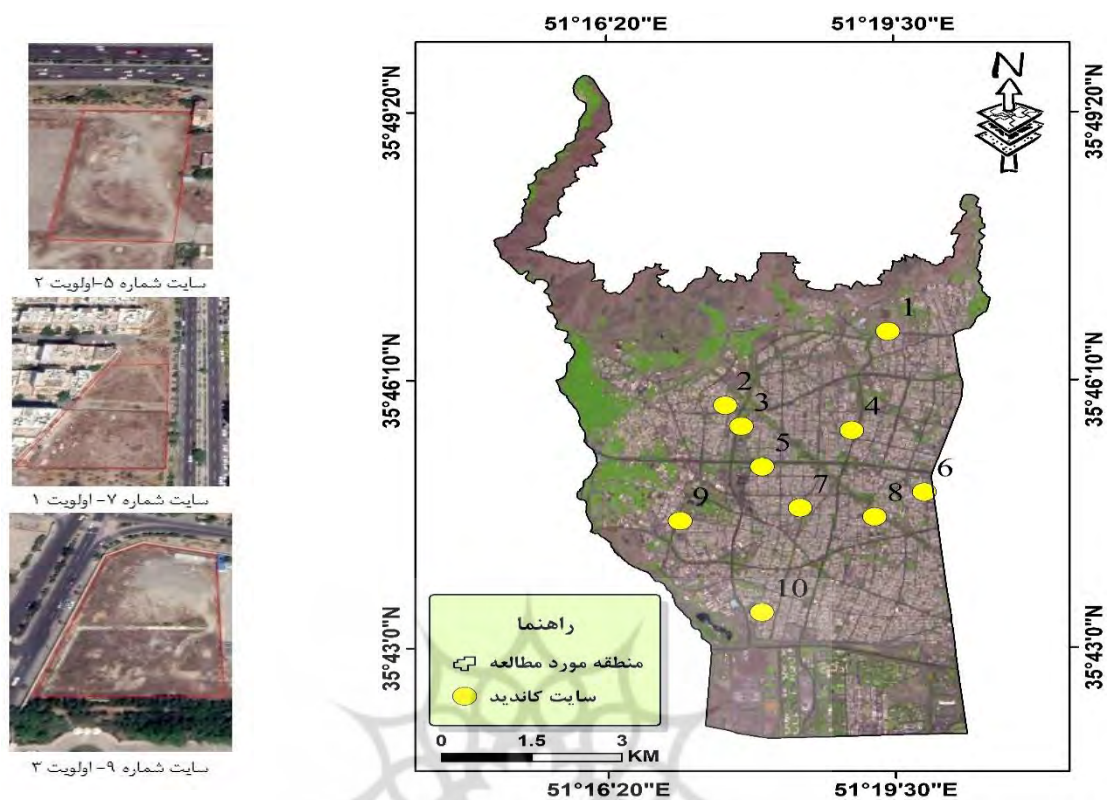 51°16'20"E
51°19'30"E
35°49'20"N
35°49'20"N
N
سایت شماره ۵-اولویت ۲
1
35°46'10"N
35°46'10"N
2
3
4
سایت شماره ۷- اولویت ۱
5
6
7
8
9
10
راهنما
منطقه مورد مطالعه
سایت کاندید
35°43'0"N
35°43'0"N
0 1.5 3
KM
سایت شماره ۹- اولویت ۳
51°16'20"E
51°19'30"E